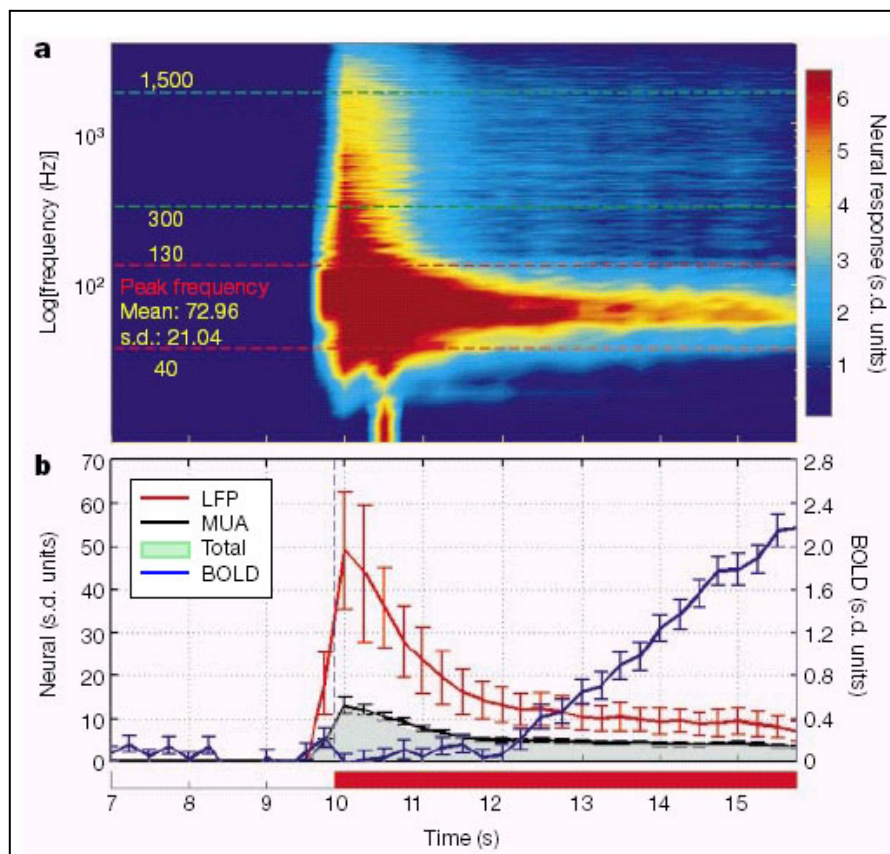 a
1,500
10³
300
130
10²
Peak frequency
Mean: 72.96
s.d.: 21.04
40
Log[frequency (Hz)]
6
5
4
3
2
1
Neural response (s.d. units)
b
70
60
50
40
30
20
10
0
Neural (s.d. units)
LFP
MUA
Total
BOLD
2.8
2.4
2.0
1.6
1.2
0.8
0.4
0
BOLD (s.d. units)
7 8 9 10 11 12 13 14 15
Time (s)